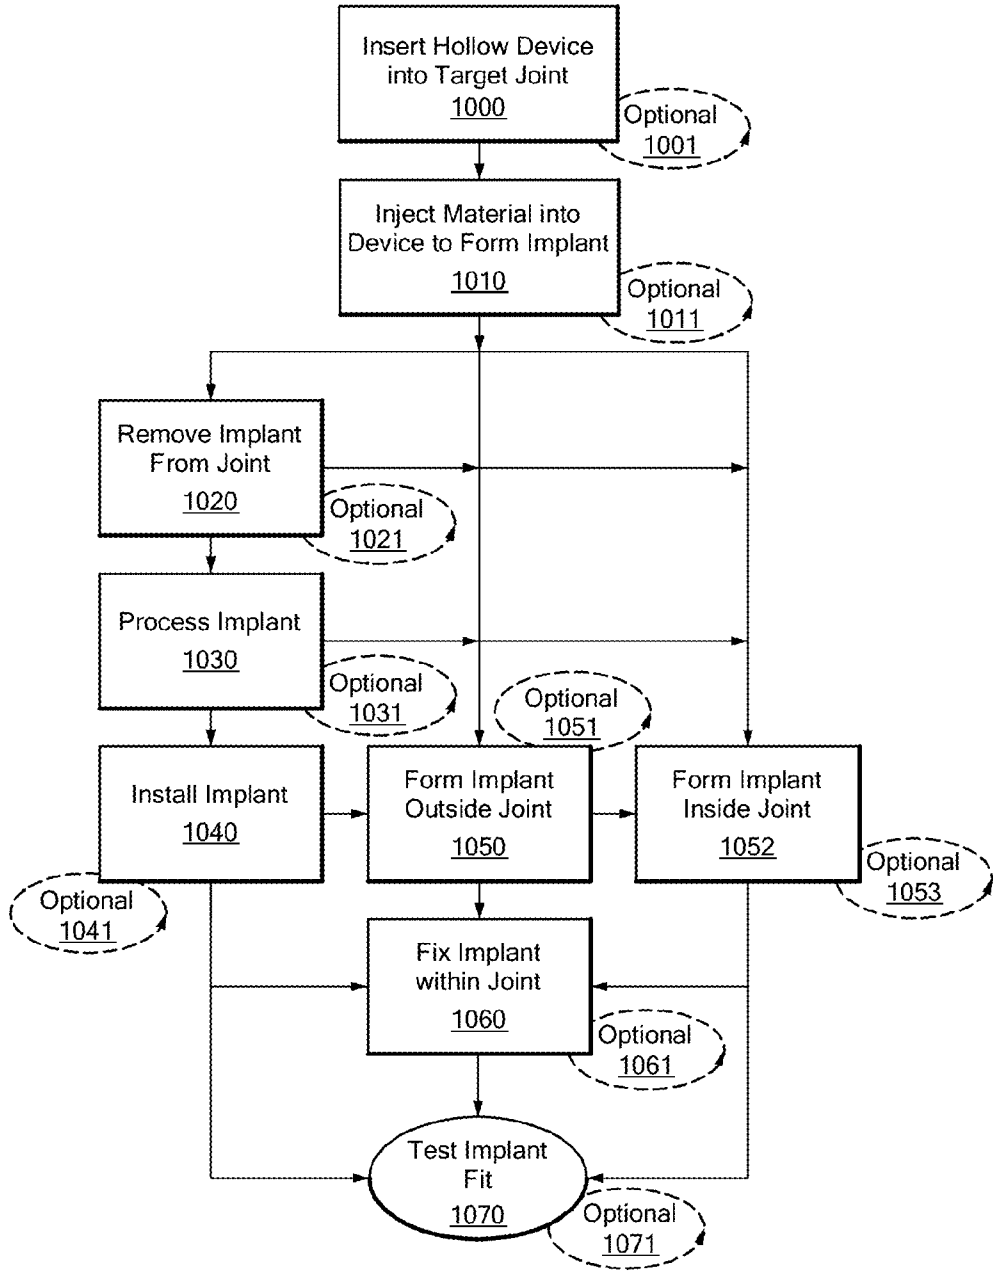 Insert Hollow Device
into Target Joint
1000
Optional
1001
Inject Material into
Device to Form Implant
1010
Optional
1011
Remove Implant
From Joint
1020
Optional
1021
Process Implant
1030
Optional
1031
Optional
1051
Install Implant
1040
Form Implant
Outside Joint
1050
Form Implant
Inside Joint
1052
Optional
1041
Optional
1053
Fix Implant
within Joint
1060
Optional
1061
Test Implant
Fit
1070
Optional
1071